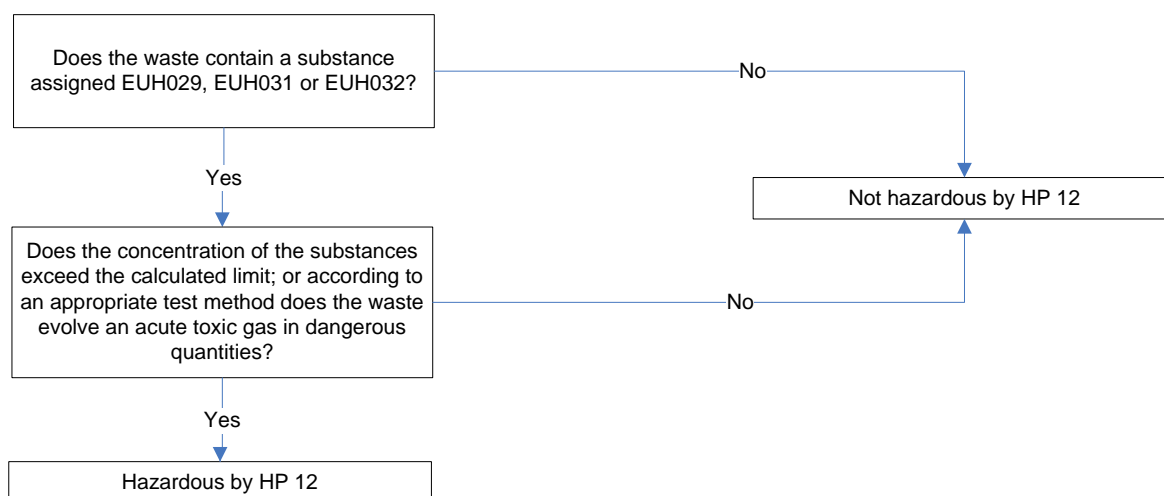 Does the waste contain a substance
assigned EUH029, EUH031 or EUH032?
No
Yes
Not hazardous by HP 12
Does the concentration of the substances
exceed the calculated limit; or according to
an appropriate test method does the waste
evolve an acute toxic gas in dangerous
quantities?
No
Yes
Hazardous by HP 12